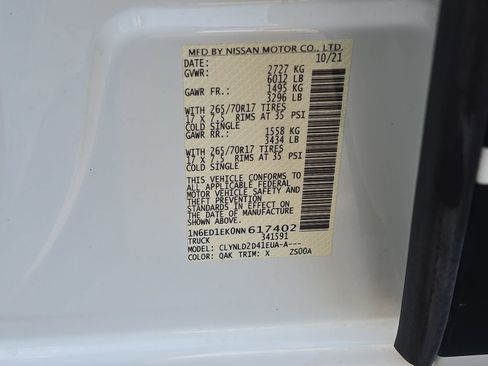 MFD BY NISSAN MOTOR CO., LTD.
DATE: 10/21
GVWR: 2727 KG
6012 LB
GAWR FR.: 1495 KG
3296 LB
WITH 265/70R17 TIRES
17 X 7.5 RIMS AT 35 PSI
COLD SINGLE
GAWR RR.: 1558 KG
3434 LB
WITH 265/70R17 TIRES
17 X 7.5 RIMS AT 35 PSI
COLD SINGLE
THIS VEHICLE CONFORMS TO
ALL APPLICABLE FEDERAL
MOTOR VEHICLE SAFETY AND
THEFT PREVENTION
STANDARDS IN EFFECT ON THE
DATE OF MANUFACTURE
1N6ED1EK0NN 617402
TRUCK 341591
MODEL: CLYNLD2D41EUA-A---
COLOR: QAK TRIM: X ZS00A